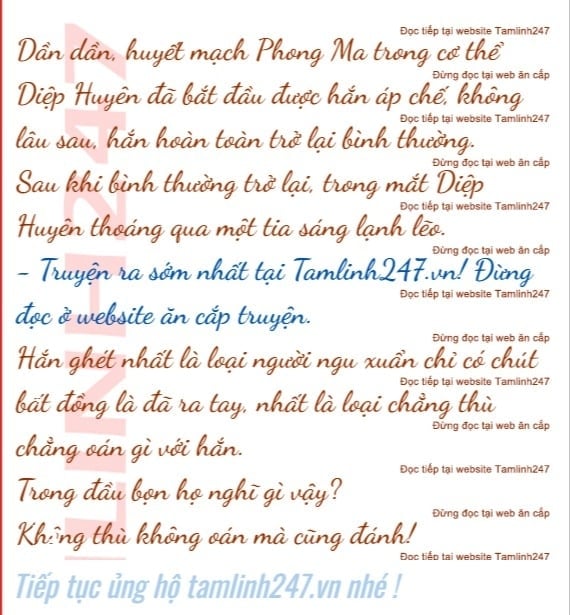 Đọc tiếp tại website Tamlinh247
Dần dần, huyết mạch Phong Ma trong cơ thể
Đừng đọc tại web ăn cắp
Diệp Huyên đã bắt đầu được hắn áp chế, không
Đọc tiếp tại website Tamlinh247
lâu sau, hắn hoàn toàn trở lại bình thường.
Đừng đọc tại web ăn cắp
Sau khi bình thường trở lại, trong mắt Diệp
Đọc tiếp tại website Tamlinh247
Huyên thoáng qua một tia sáng lạnh lẽo.
Đừng đọc tại web ăn cắp
- Truyện ra sớm nhất tại Tamlinh247.vn! Đừng
Đọc tiếp tại website Tamlinh247
đọc ở website ăn cắp truyện.
Đừng đọc tại web ăn cắp
Hắn ghét nhất là loại người ngu xuẩn chỉ có chút
Đọc tiếp tại website Tamlinh247
bất đồng là đã ra tay, nhất là loại chẳng thù
Đừng đọc tại web ăn cắp
chẳng oán gì với hắn.
Đọc tiếp tại website Tamlinh247
Trong đầu bọn họ nghĩ gì vậy?
Đừng đọc tại web ăn cắp
Không thù không oán mà cũng đánh!
Đọc tiếp tại website Tamlinh247
Tiếp tục ủng hộ tamlinh247.vn nhé !
LINH247